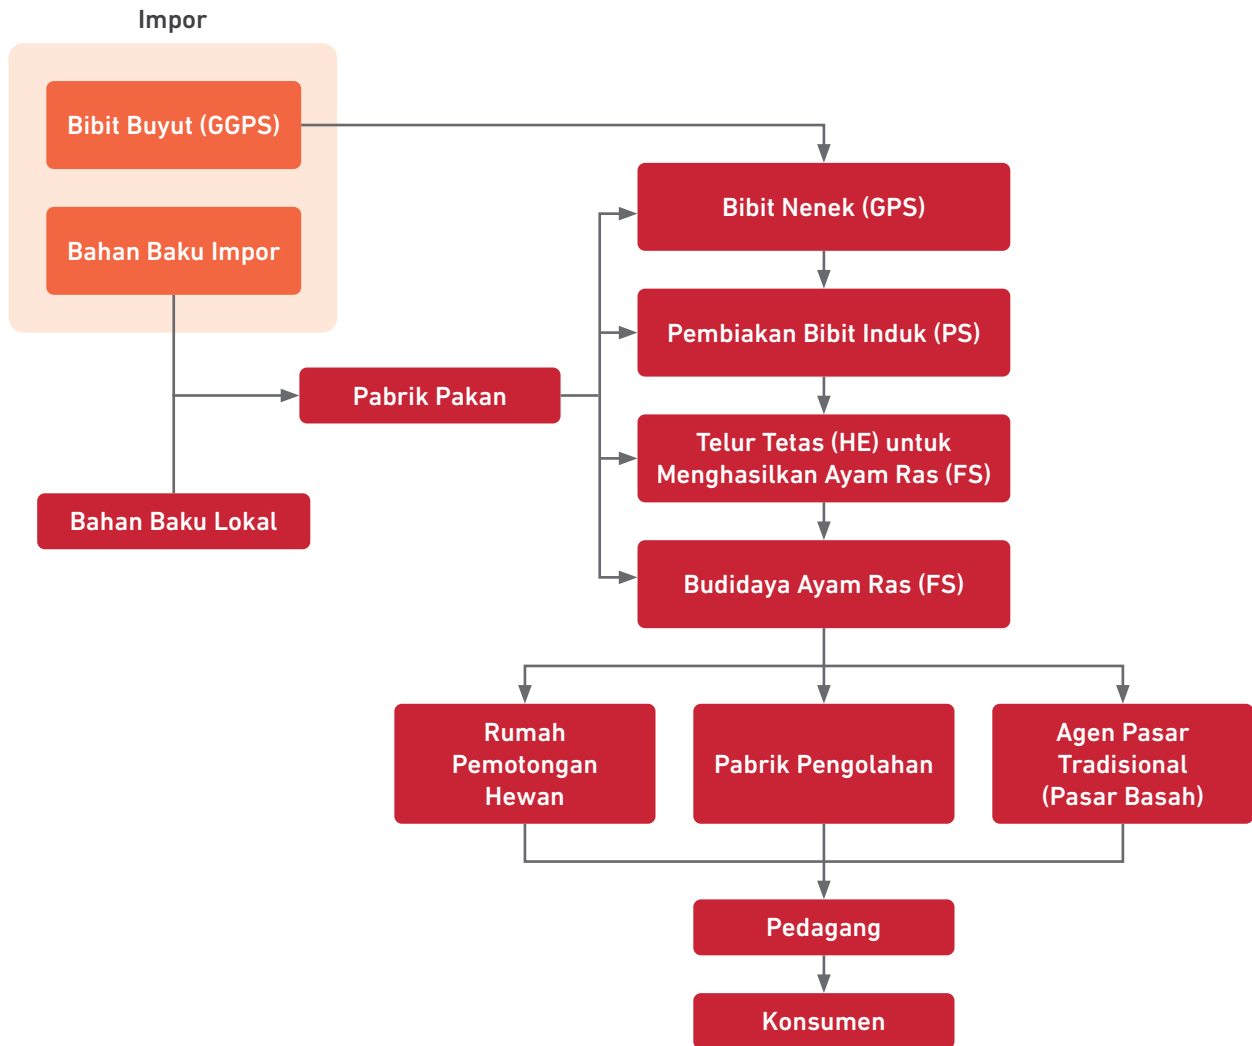 Impor
Bibit Buyut (GGPS)
Bibit Nenek (GPS)
Bahan Baku Impor
Pembiakan Bibit Induk (PS)
Pabrik Pakan
Telur Tetas (HE) untuk
Menghasilkan Ayam Ras (FS)
Bahan Baku Lokal
Budidaya Ayam Ras (FS)
Rumah
Pemotongan
Hewan
Pabrik Pengolahan
Agen Pasar
Tradisional
(Pasar Basah)
Pedagang
Konsumen